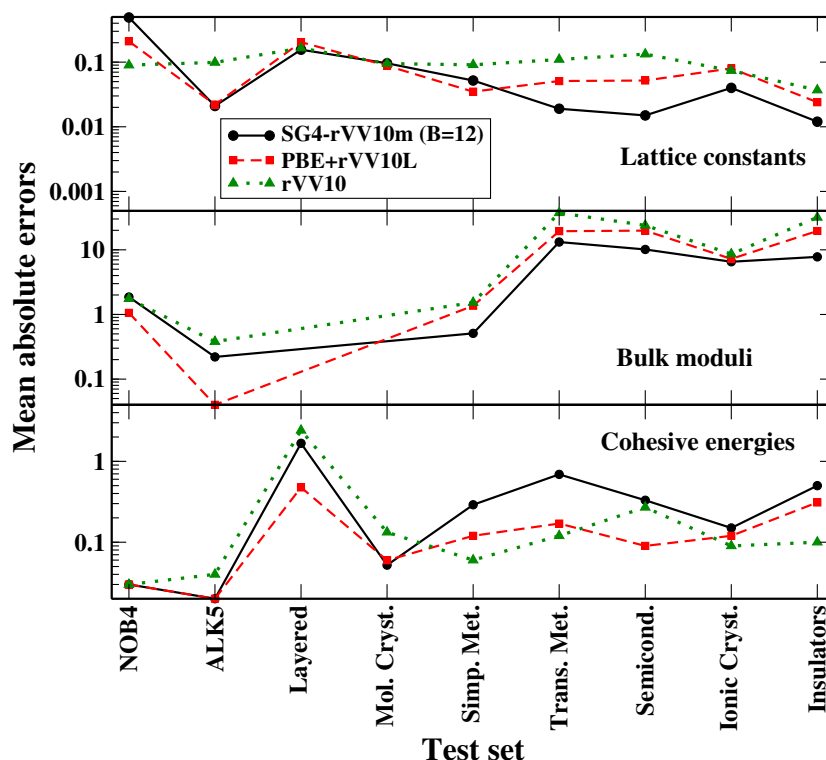 Mean absolute errors
0.1
0.01
0.001
SG4-rVV10m (B=12)
PBE+rVV10L
rVV10
Lattice constants
10
1
0.1
Bulk moduli
1
0.1
Cohesive energies
NOB4
ALK5
Layered
Mol. Cryst.
Simp. Met.
Trans. Met.
Semicond.
Ionic Cryst.
Insulators
Test set